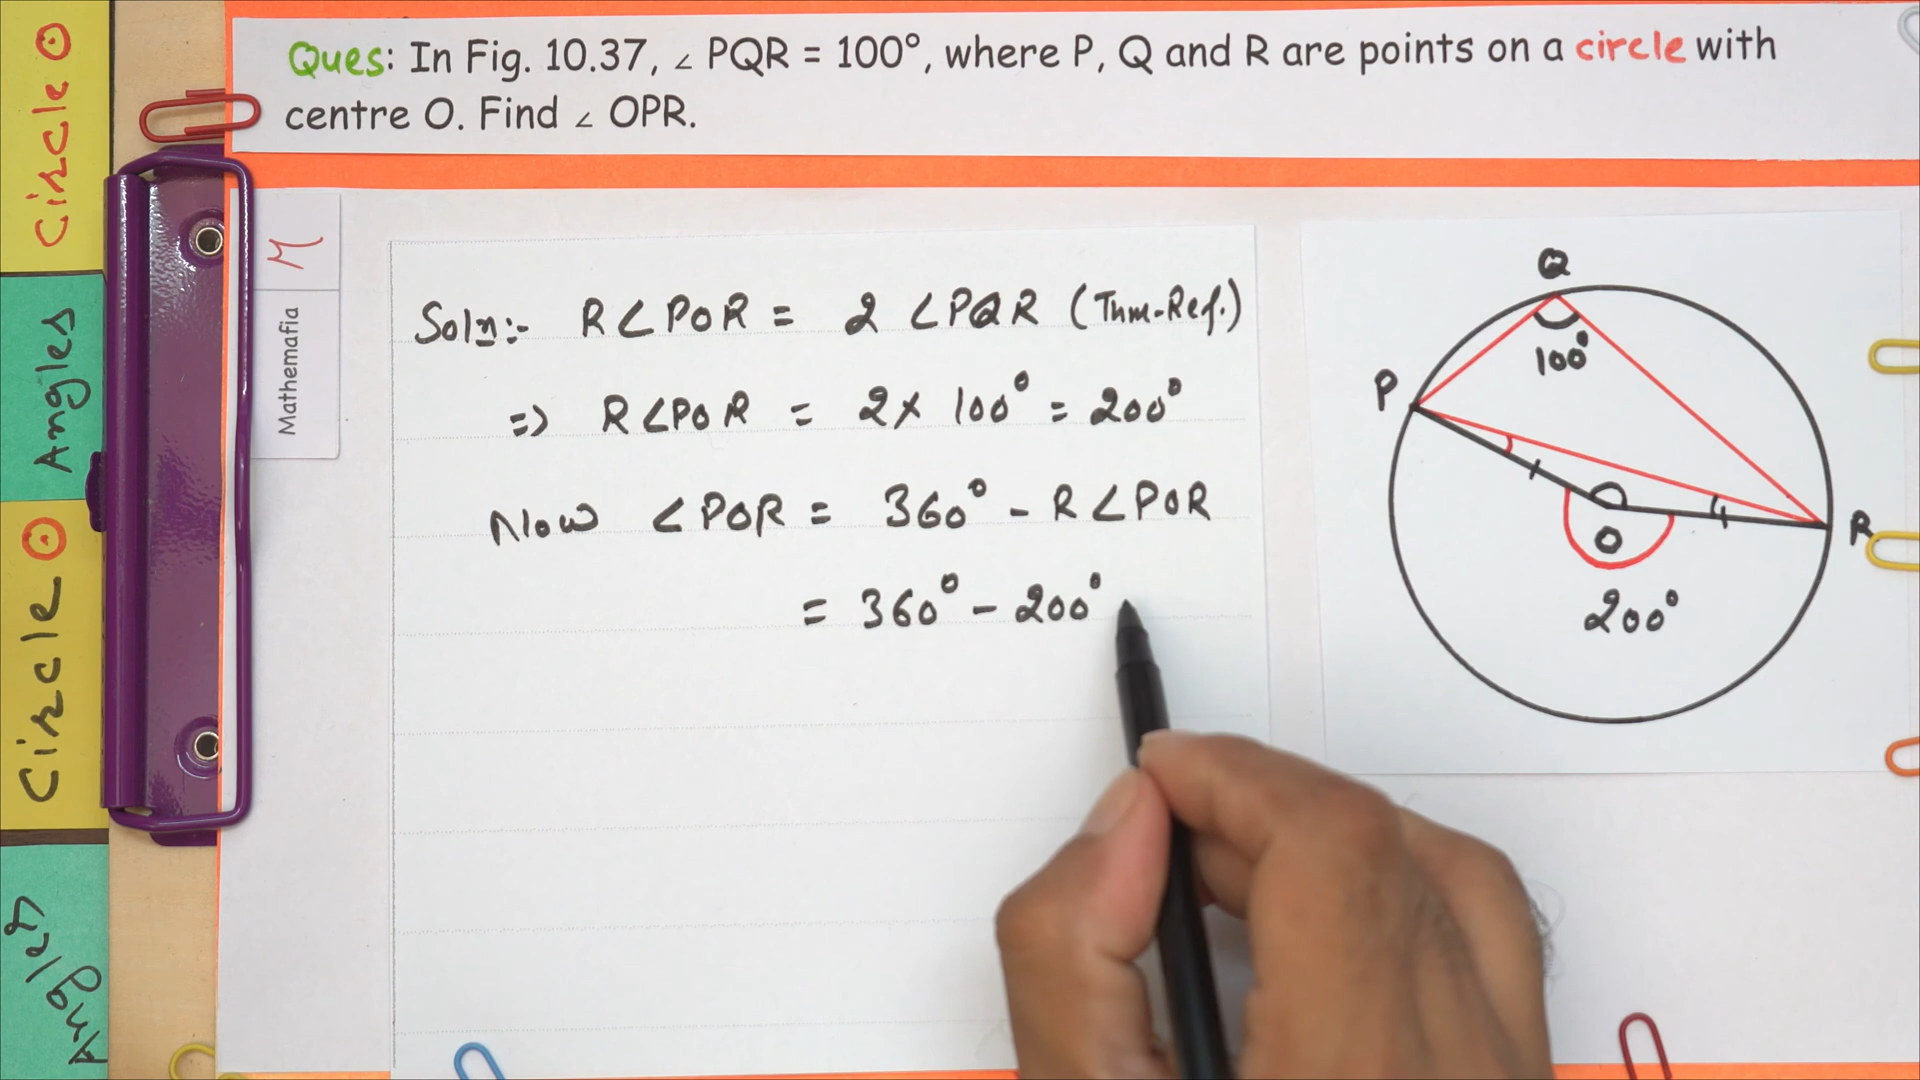 Ques: In Fig. 10.37, ∠ PQR = 100°, where P, Q and R are points on a circle with
centre O. Find ∠ OPR.
Circle
Angles
Circle
Angles
M
Mathemafia
Soln:- R∠POR = 2 ∠PQR (Thm-Ref.)
=> R∠POR = 2× 100° = 200°
Now ∠POR = 360° - R∠POR
= 360° - 200°
Q
100°
P
O
R
200°